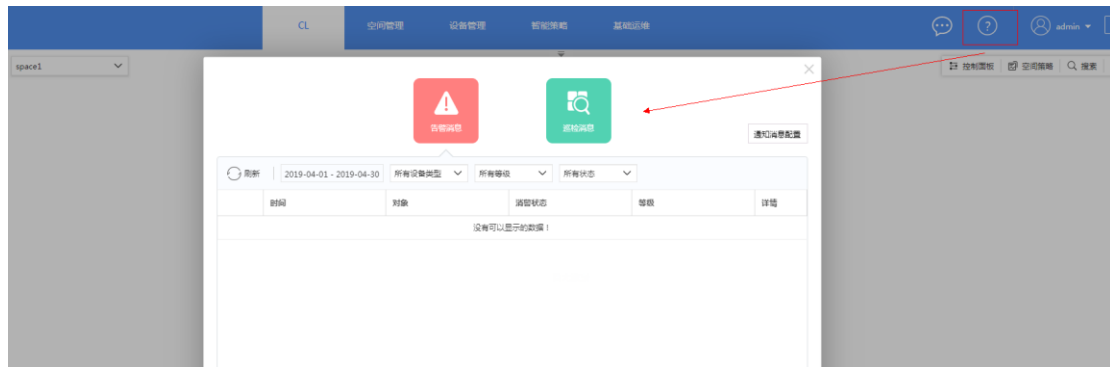 CL 空间管理 设备管理 智能策略 基础运维 admin
space1 控制面板 空间策略 搜索
告警消息 巡检消息
通知消息配置
刷新 2019-04-01 - 2019-04-30 所有设备类型 所有等级 所有状态
时间 对象 消警状态 等级 详情
没有可以显示的数据！